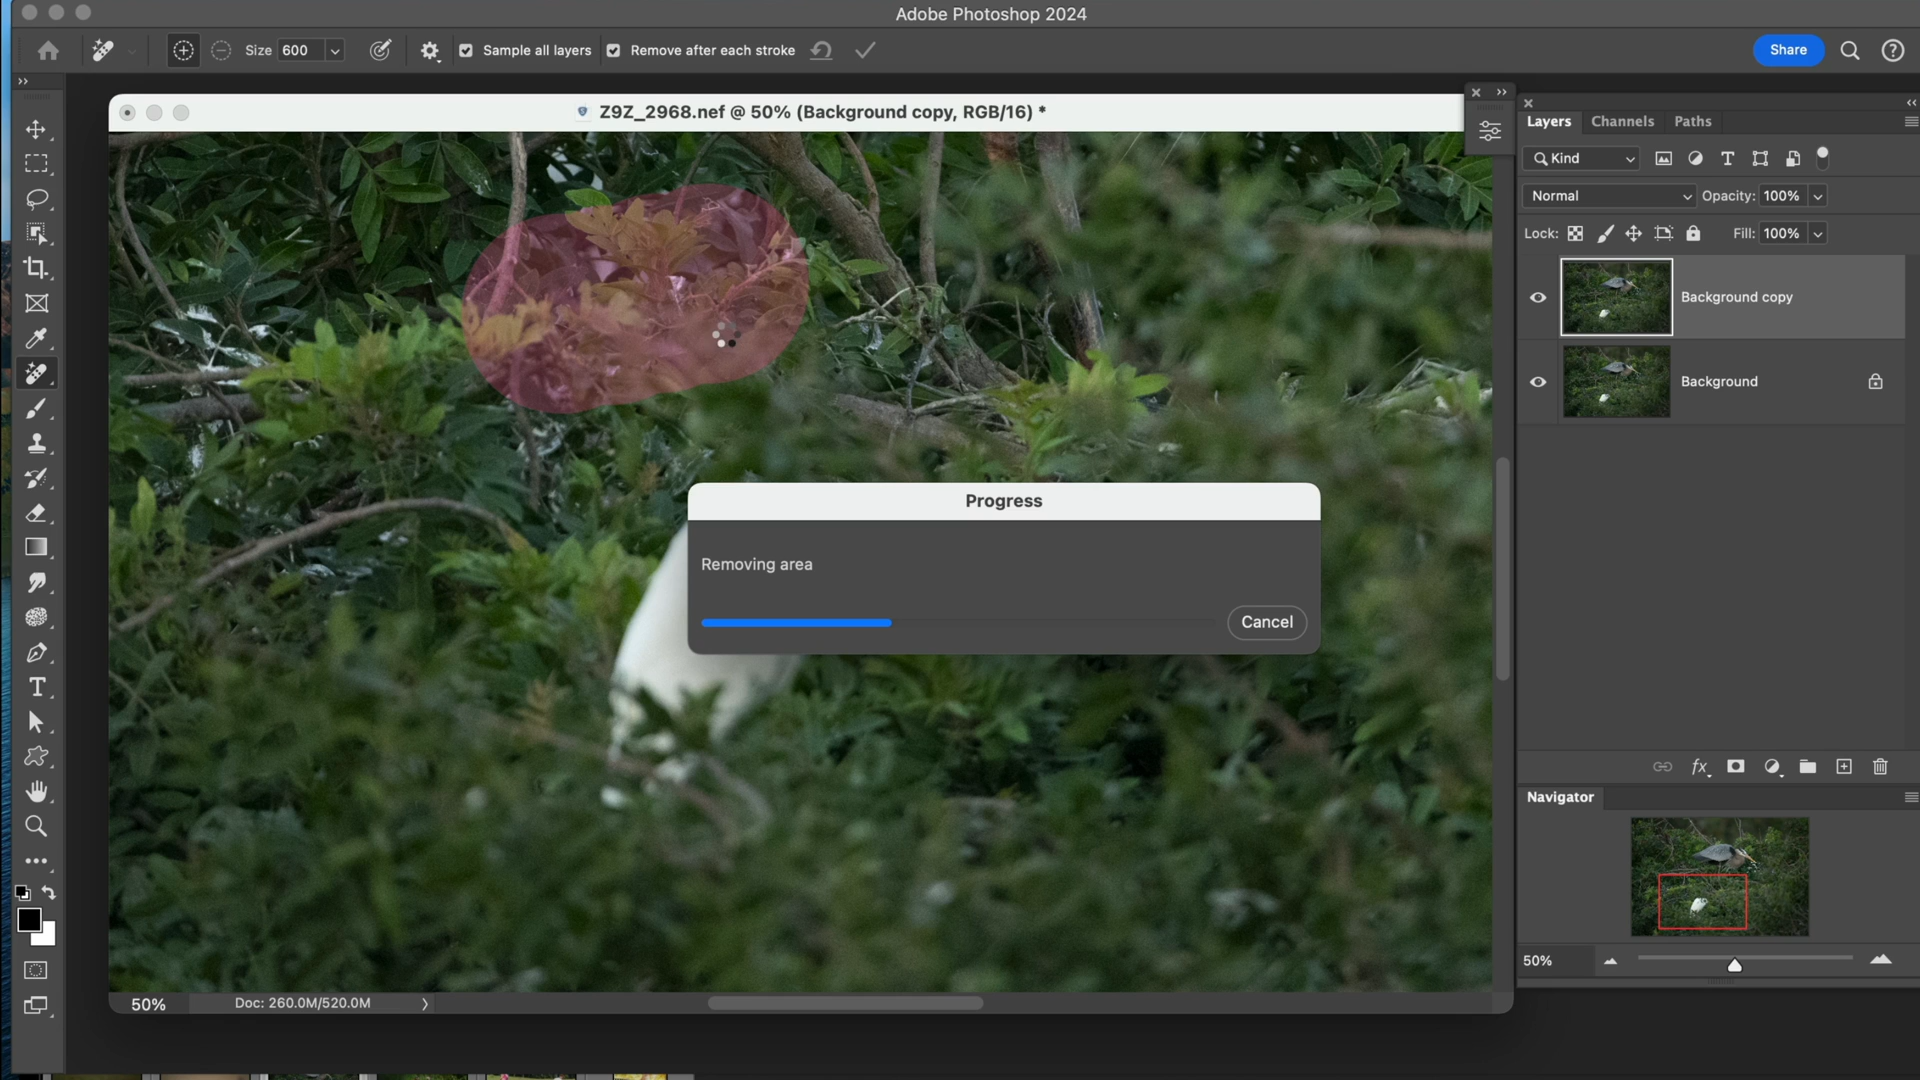 Adobe Photoshop 2024
Size 600
Sample all layers
Remove after each stroke
Share
Z9Z_2968.nef @ 50% (Background copy, RGB/16) *
Layers Channels Paths
Kind
Normal
Opacity: 100%
Lock:
Fill: 100%
Background copy
Background
Progress
Removing area
Cancel
fx
Navigator
50%
50%
Doc: 260.0M/520.0M